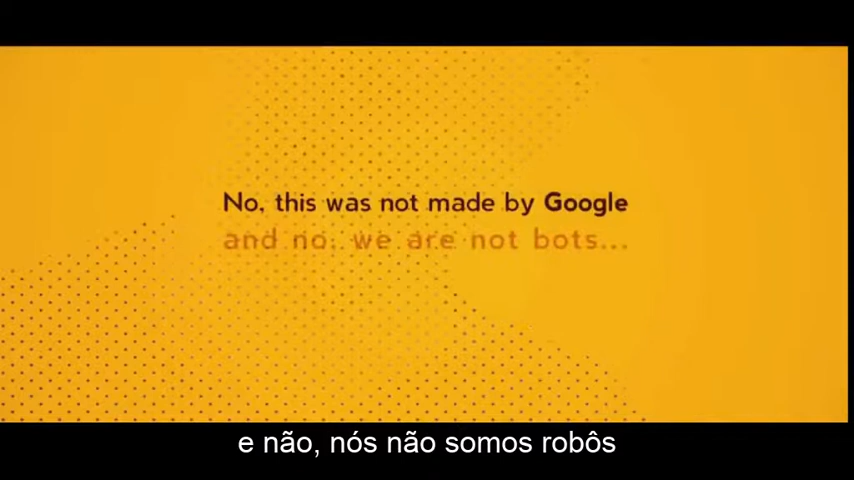 No, this was not made by Google
and no. we are not bots...
e não, nós não somos robôs